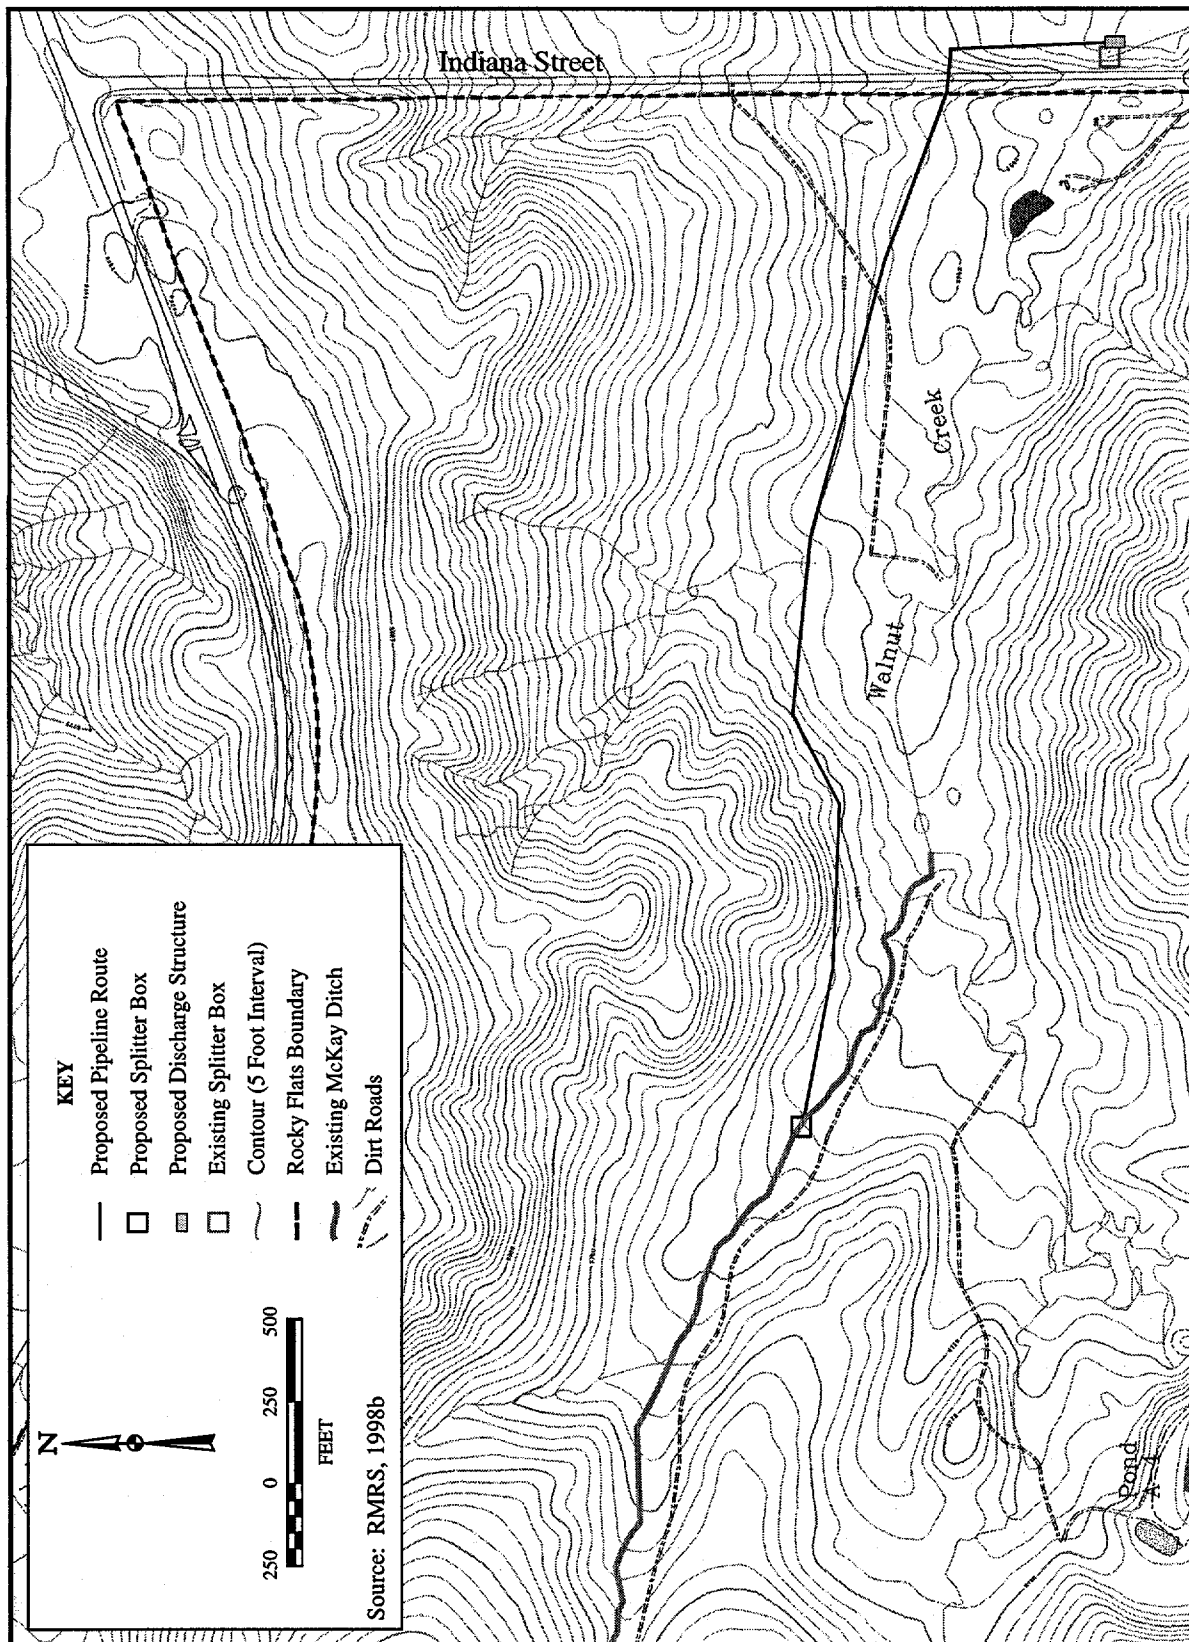 Indiana Street
Creek
Walnut
Pond
A-4
KEY
Proposed Pipeline Route
Proposed Splitter Box
Proposed Discharge Structure
Existing Splitter Box
Contour (5 Foot Interval)
Rocky Flats Boundary
Existing McKay Ditch
Dirt Roads
N
250 0 250 500
FEET
Source: RMRS, 1998b